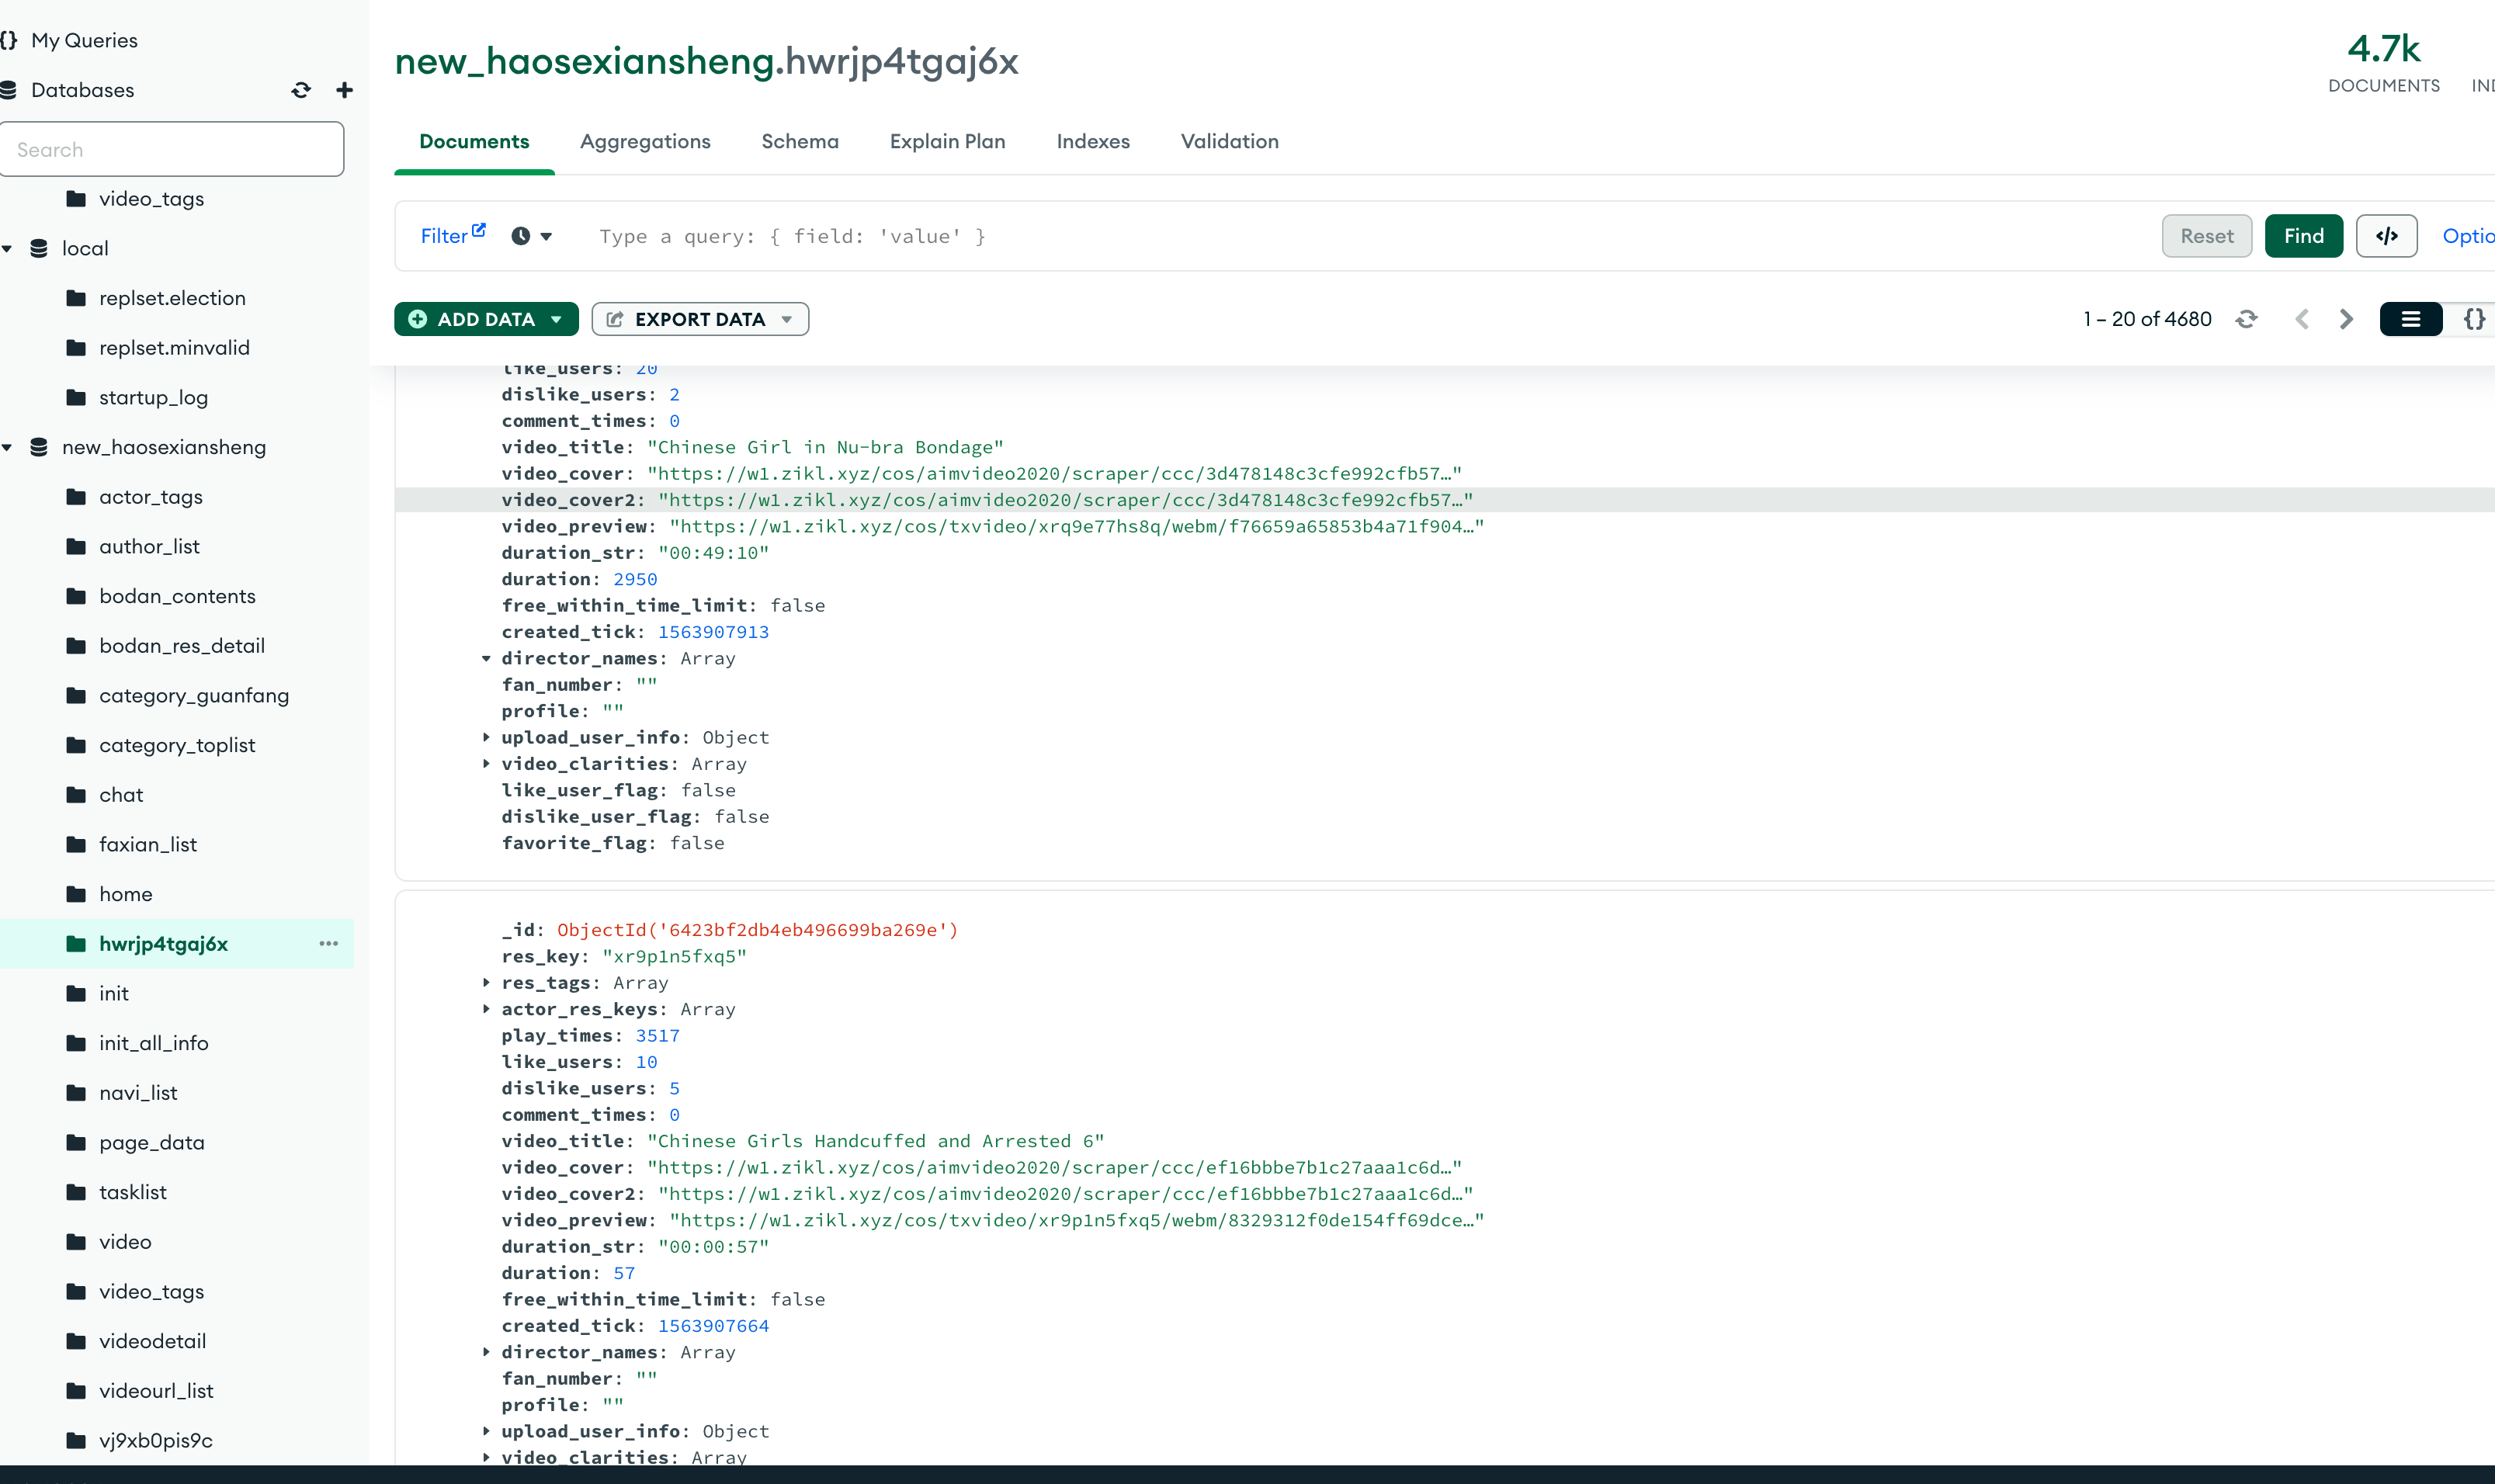 My Queries
Databases
Search
video_tags
local
replset.election
replset.minvalid
startup_log
new_haosexiansheng
actor_tags
author_list
bodan_contents
bodan_res_detail
category_guanfang
category_toplist
chat
faxian_list
home
hwrjp4tgaj6x
init
init_all_info
navi_list
page_data
tasklist
video
video_tags
videodetail
videourl_list
vj9xb0pis9c
new_haosexiansheng.hwrjp4tgaj6x
4.7k
DOCUMENTS
Documents Aggregations Schema Explain Plan Indexes Validation
Filter Type a query: { field: 'value' } Reset Find </>
ADD DATA EXPORT DATA 1 – 20 of 4680 {}
like_users: 20
dislike_users: 2
comment_times: 0
video_title: "Chinese Girl in Nu-bra Bondage"
video_cover: "https://w1.zikl.xyz/cos/aimvideo2020/scraper/ccc/3d478148c3cfe992cfb57…"
video_cover2: "https://w1.zikl.xyz/cos/aimvideo2020/scraper/ccc/3d478148c3cfe992cfb57…"
video_preview: "https://w1.zikl.xyz/cos/txvideo/xrq9e77hs8q/webm/f76659a65853b4a71f904…"
duration_str: "00:49:10"
duration: 2950
free_within_time_limit: false
created_tick: 1563907913
director_names: Array
fan_number: ""
profile: ""
upload_user_info: Object
video_clarities: Array
like_user_flag: false
dislike_user_flag: false
favorite_flag: false
_id: ObjectId('6423bf2db4eb496699ba269e')
res_key: "xr9p1n5fxq5"
res_tags: Array
actor_res_keys: Array
play_times: 3517
like_users: 10
dislike_users: 5
comment_times: 0
video_title: "Chinese Girls Handcuffed and Arrested 6"
video_cover: "https://w1.zikl.xyz/cos/aimvideo2020/scraper/ccc/ef16bbbe7b1c27aaa1c6d…"
video_cover2: "https://w1.zikl.xyz/cos/aimvideo2020/scraper/ccc/ef16bbbe7b1c27aaa1c6d…"
video_preview: "https://w1.zikl.xyz/cos/txvideo/xr9p1n5fxq5/webm/8329312f0de154ff69dce…"
duration_str: "00:00:57"
duration: 57
free_within_time_limit: false
created_tick: 1563907664
director_names: Array
fan_number: ""
profile: ""
upload_user_info: Object
video_clarities: Array